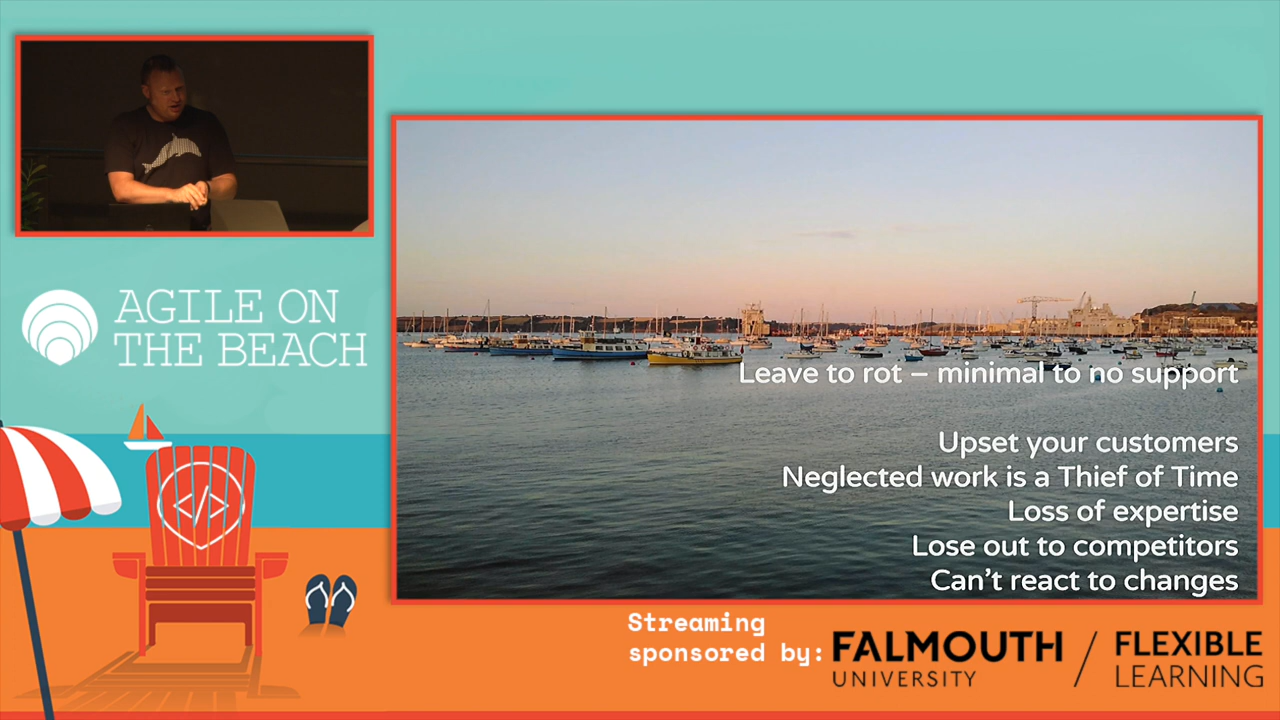 AGILE ON
THE BEACH
</>
Leave to rot – minimal to no support
Upset your customers
Neglected work is a Thief of Time
Loss of expertise
Lose out to competitors
Can't react to changes
Streaming
sponsored by:
FALMOUTH
UNIVERSITY
/
FLEXIBLE
LEARNING